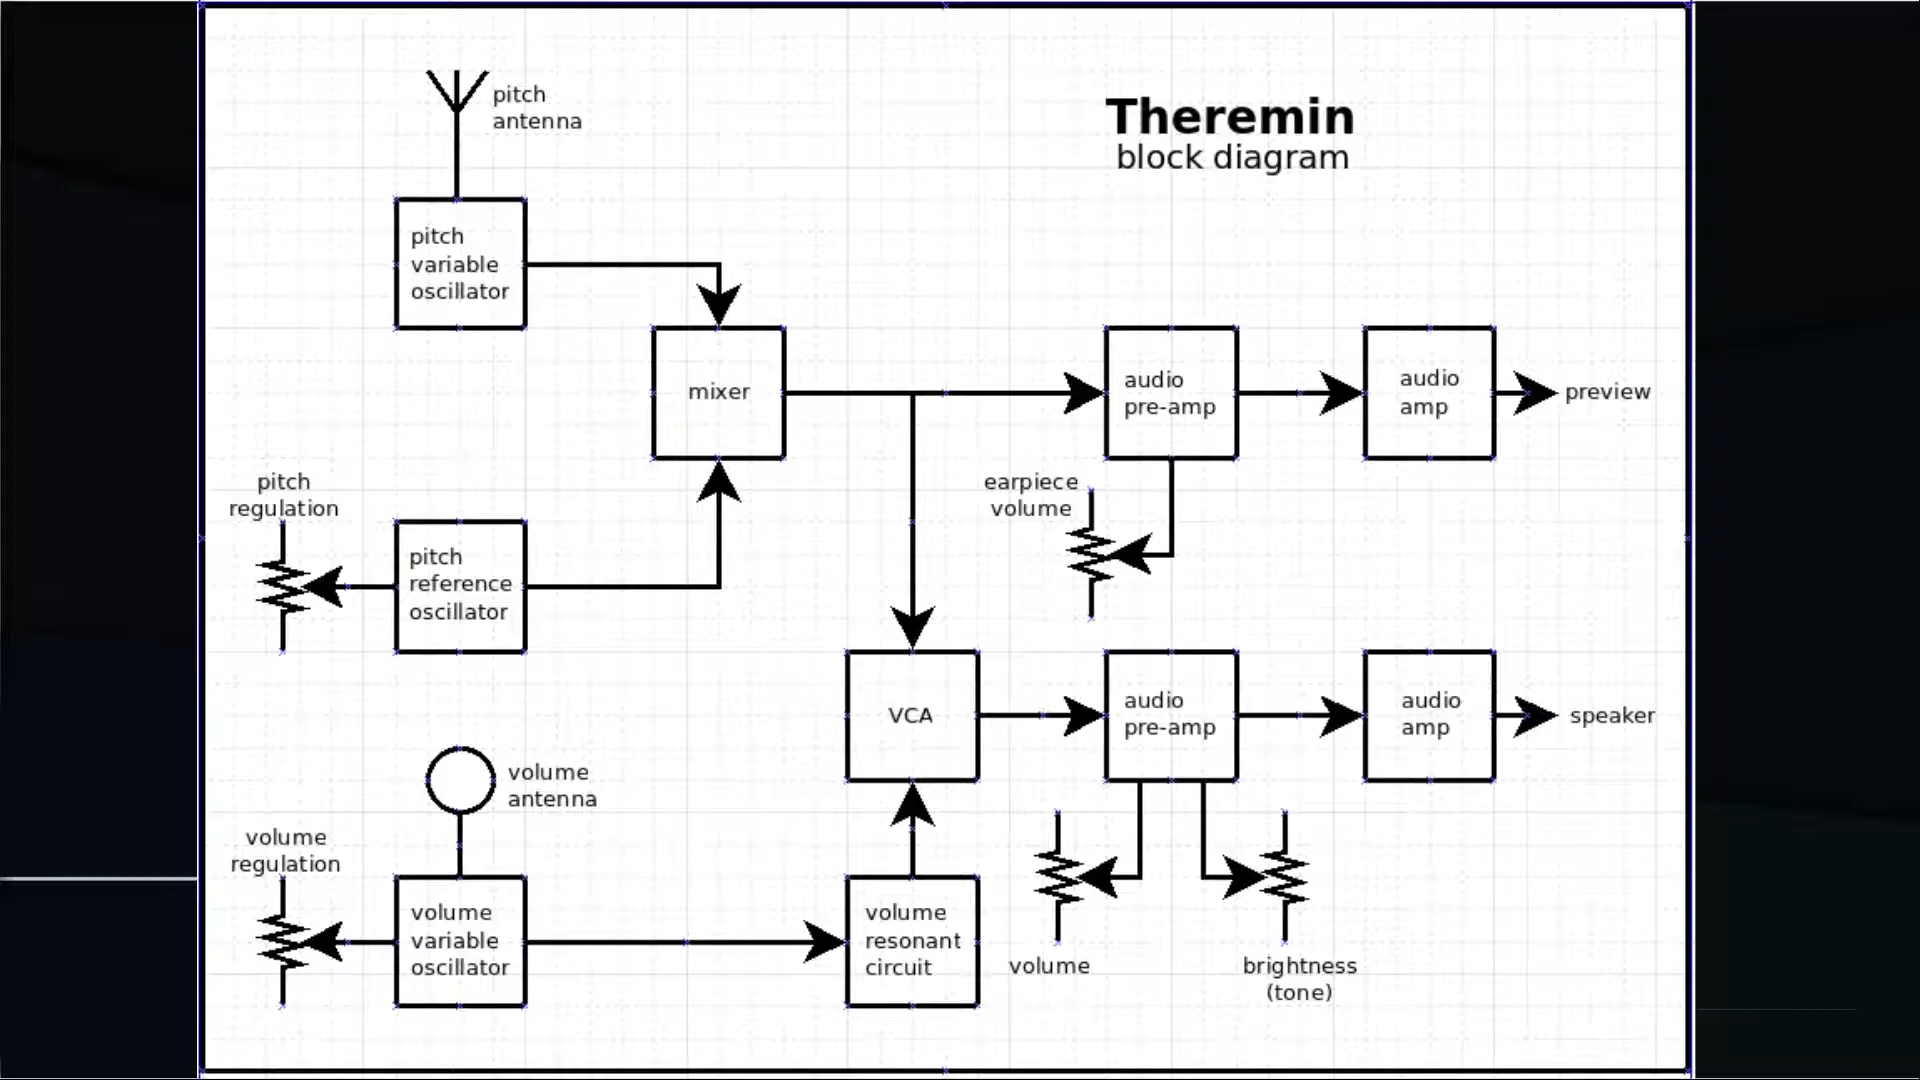 pitch
antenna
Theremin
block diagram
pitch
variable
oscillator
mixer
audio
pre-amp
audio
amp
preview
pitch
regulation
earpiece
volume
pitch
reference
oscillator
VCA
audio
pre-amp
audio
amp
speaker
volume
antenna
volume
regulation
volume
variable
oscillator
volume
resonant
circuit
volume
brightness
(tone)